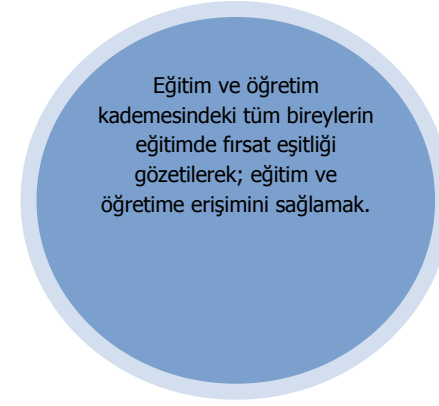 Eğitim ve öğretim
kademesindeki tüm bireylerin
eğitimde fırsat eşitliği
gözetilerek; eğitim ve
öğretime erişimini sağlamak.